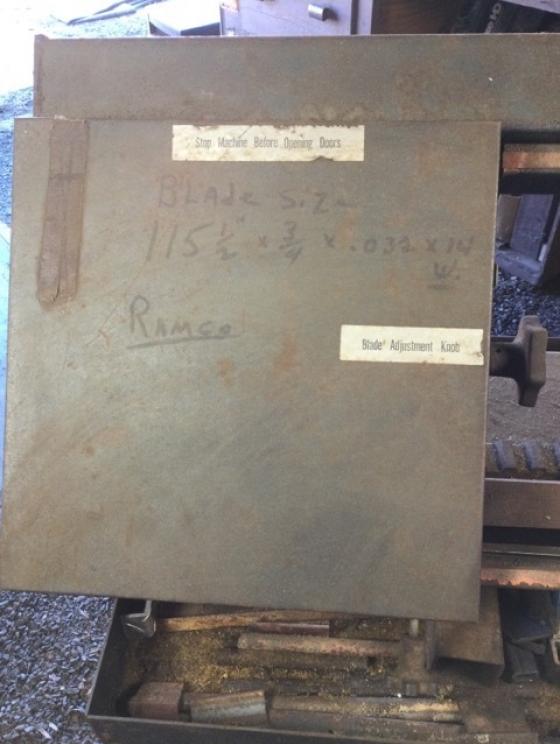 Stop Machine Before Opening Doors
Blade Size
115 1/2" x 3/4 x .032 x 14
W.
Ramco
Blade Adjustment Knob